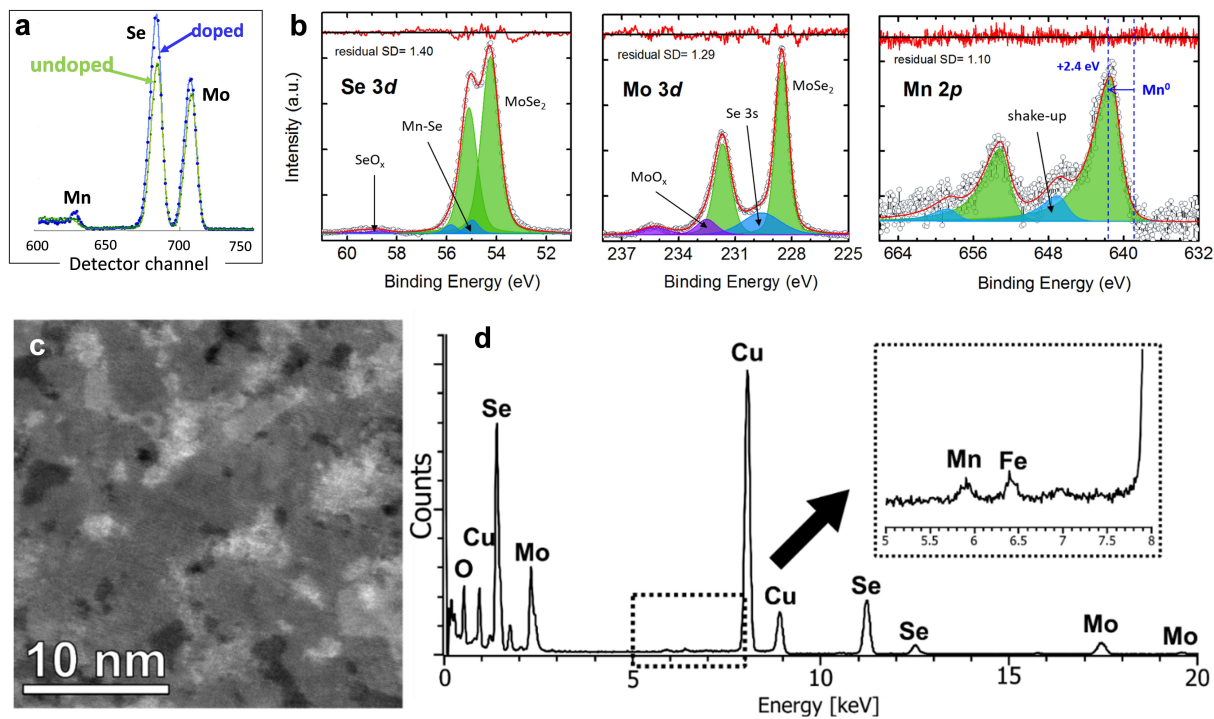 a
Se
doped
undoped
Mo
Mn
600
650
700
750
Detector channel
b
Intensity (a.u.)
residual SD= 1.40
Se 3d
MoSe2
Mn-Se
SeOx
60
58
56
54
52
Binding Energy (eV)
residual SD= 1.29
Mo 3d
MoSe2
Se 3s
MoOx
237
234
231
228
225
Binding Energy (eV)
residual SD= 1.10
+2.4 eV
Mn 2p
Mn0
shake-up
664
656
648
640
632
Binding Energy (eV)
c
10 nm
d
Counts
O
Cu
Se
Mo
Cu
Cu
Se
Se
Mo
Mo
0
5
10
15
20
Energy [keV]
Mn
Fe
5
5.5
6
6.5
7
7.5
8